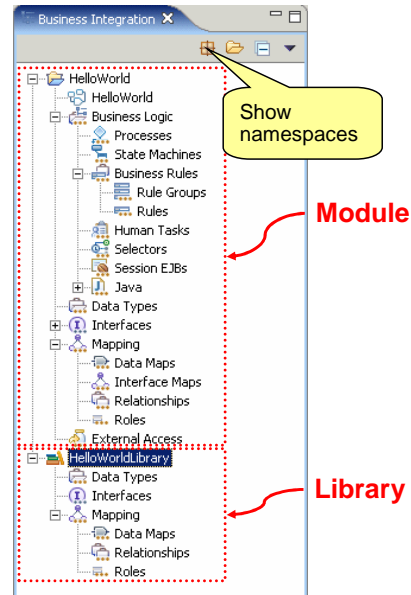 Business Integration
Show
namespaces
HelloWorld
HelloWorld
Business Logic
Processes
State Machines
Business Rules
Rule Groups
Rules
Human Tasks
Selectors
Session EJBs
Java
Data Types
Interfaces
Mapping
Data Maps
Interface Maps
Relationships
Roles
External Access
Module
HelloWorldLibrary
Data Types
Interfaces
Mapping
Data Maps
Relationships
Roles
Library